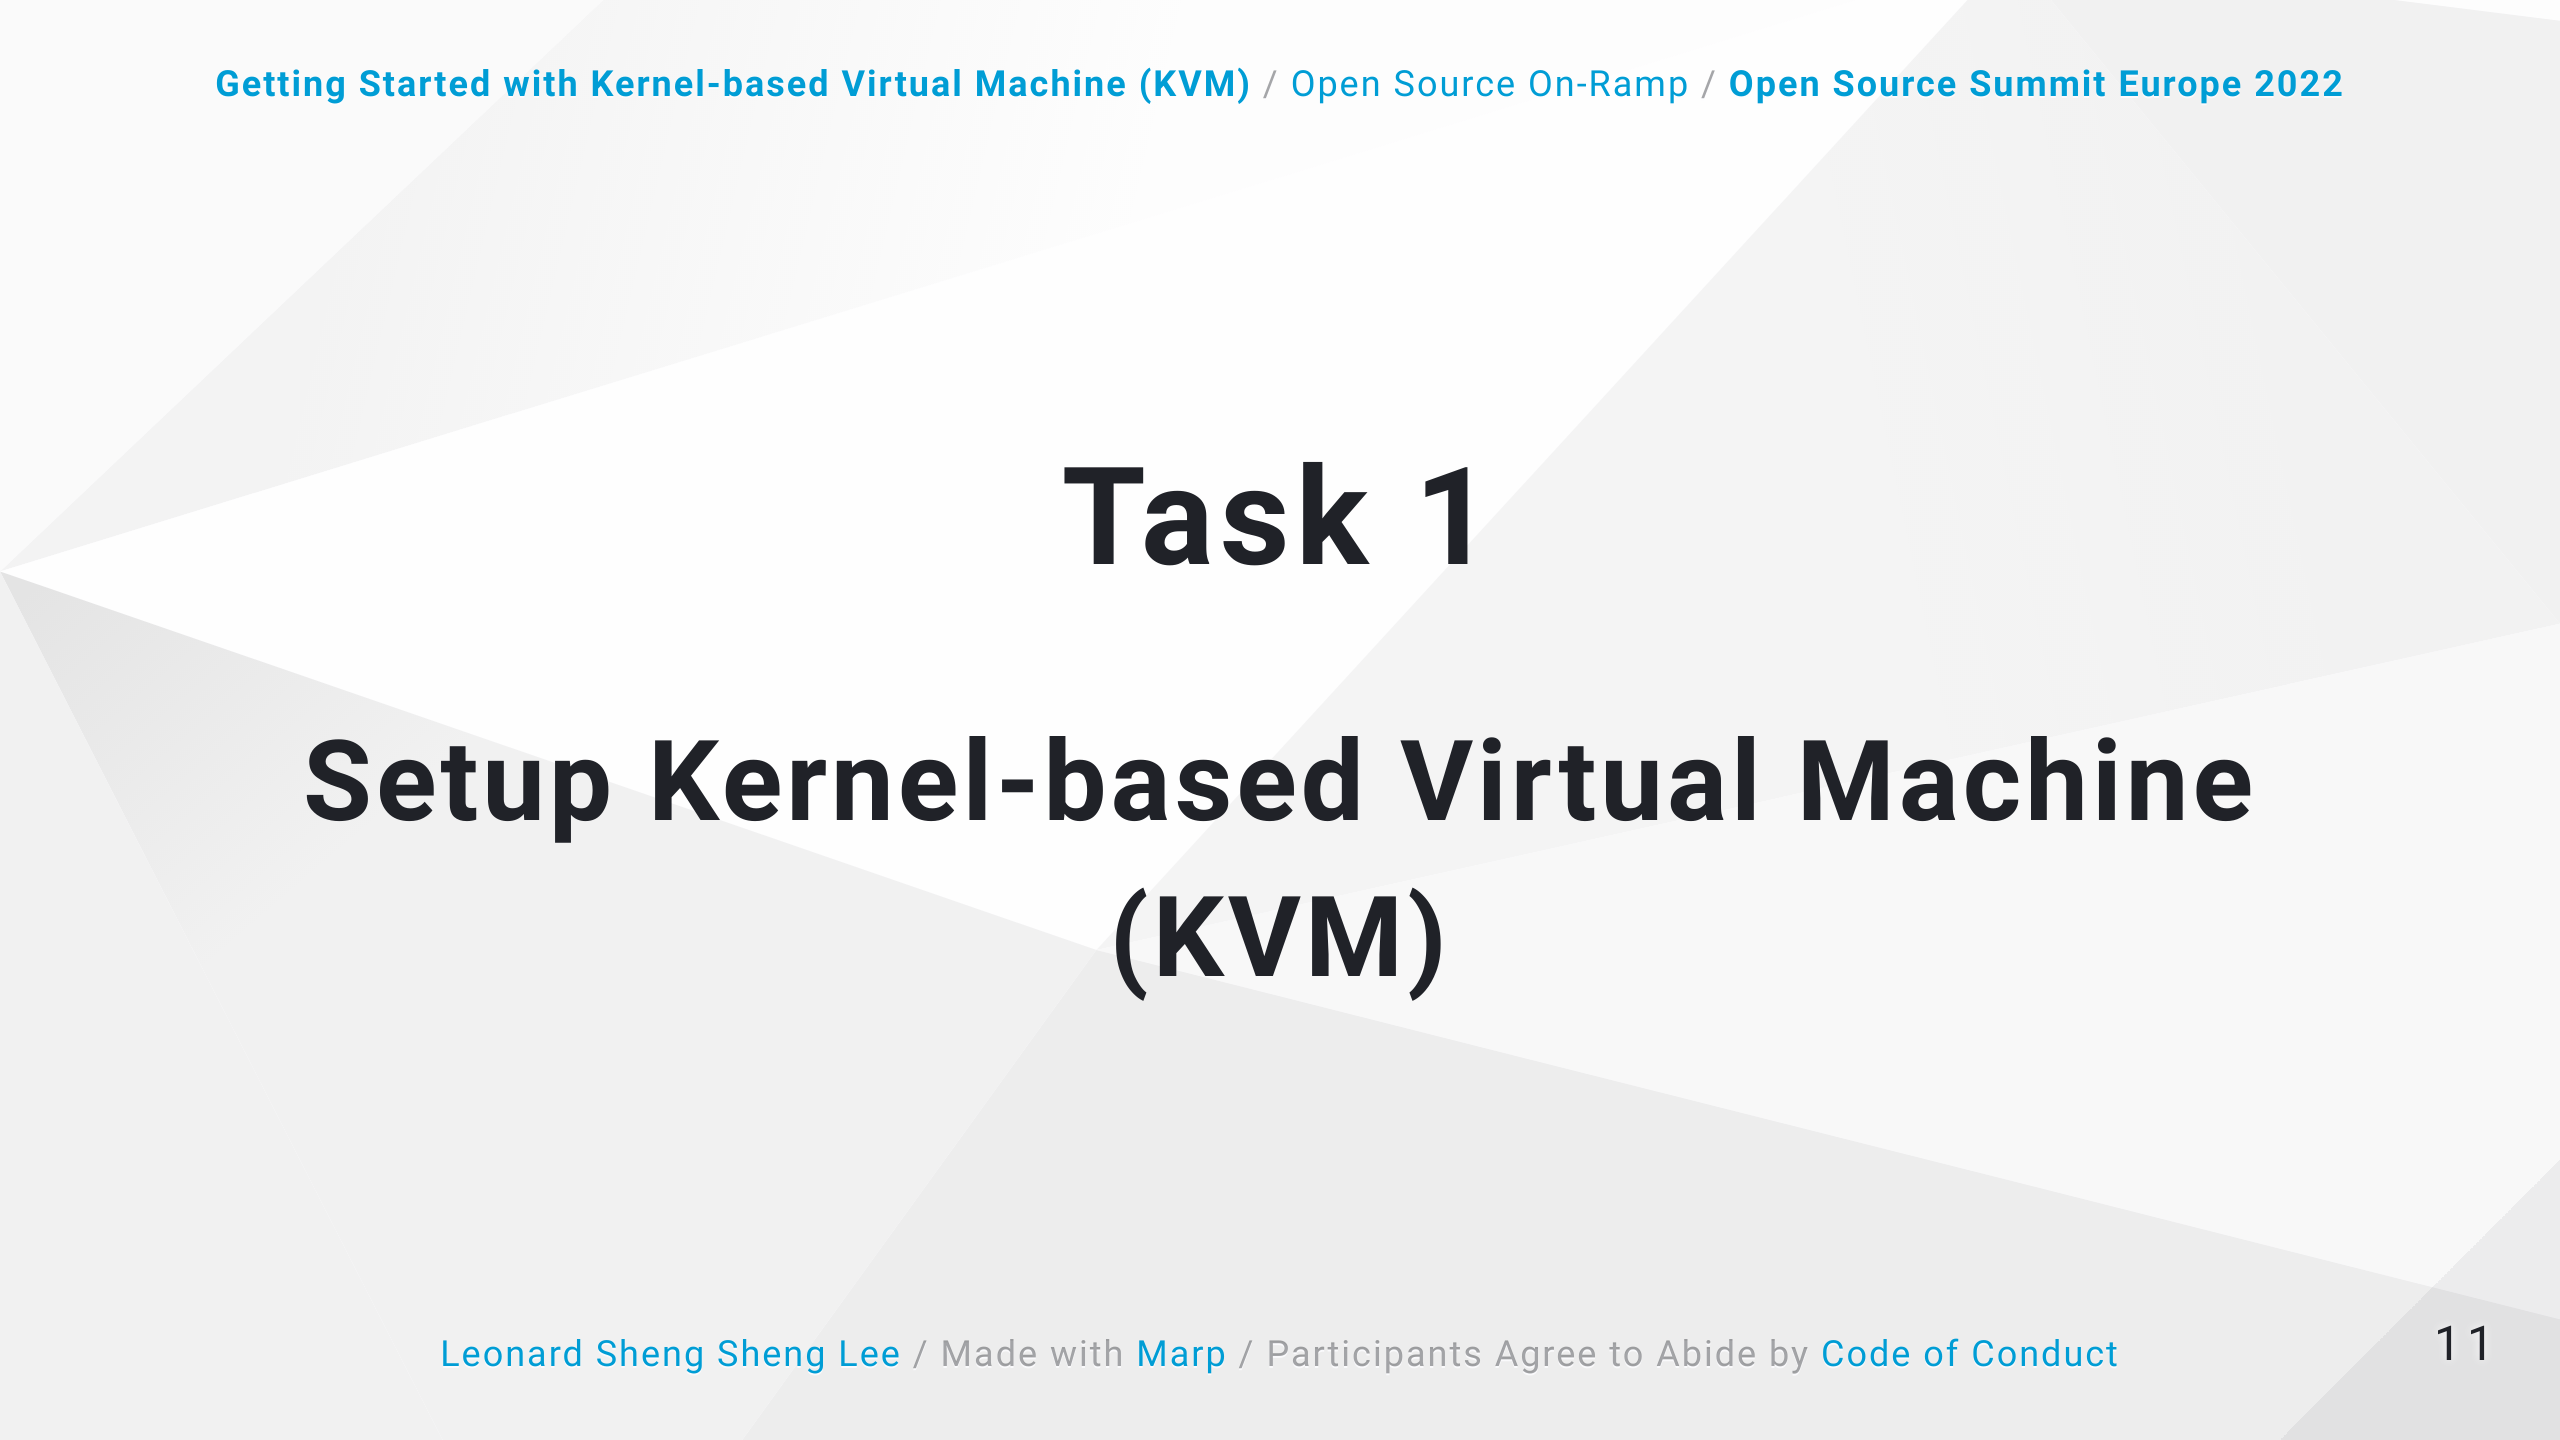 Getting Started with Kernel-based Virtual Machine (KVM) / Open Source On-Ramp / Open Source Summit Europe 2022
Task 1
Setup Kernel-based Virtual Machine
(KVM)
Leonard Sheng Sheng Lee / Made with Marp / Participants Agree to Abide by Code of Conduct
11